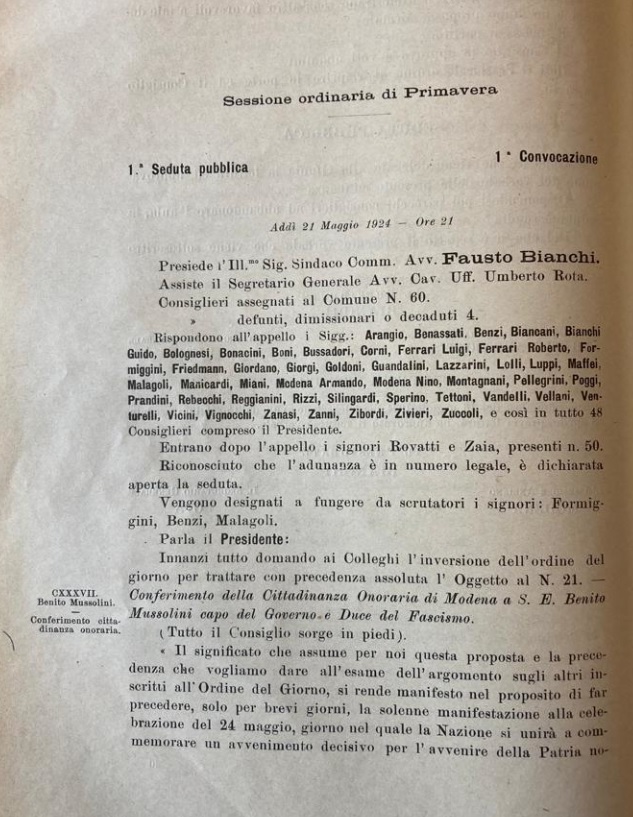 Sessione ordinaria di Primavera
1.ª Seduta pubblica
1ª Convocazione
Addì 21 Maggio 1924 — Ore 21
Presiede l'Ill.mo Sig. Sindaco Comm. Avv. Fausto Bianchi.
Assiste il Segretario Generale Avv. Cav. Uff. Umberto Rota.
Consiglieri assegnati al Comune N. 60.
» defunti, dimissionari o decaduti 4.
Rispondono all'appello i Sigg.: Arangio, Benassati, Benzi, Biancani, Bianchi
Guido, Bolognesi, Bonacini, Boni, Bussadori, Corni, Ferrari Luigi, Ferrari Roberto, For-
miggini, Friedmann, Giordano, Giorgi, Goldoni, Guandalini, Lazzarini, Lolli, Luppi, Maffei,
Malagoli, Manicardi, Miani, Modena Armando, Modena Nino, Montagnani, Pellegrini, Poggi,
Prandini, Rebecchi, Reggianini, Rizzi, Silingardi, Sperino, Tettoni, Vandelli, Vellani, Ven-
turelli, Vicini, Vignocchi, Zanasi, Zanni, Zibordi, Zivieri, Zuccoli, e così in tutto 48
Consiglieri compreso il Presidente.
Entrano dopo l'appello i signori Rovatti e Zaia, presenti n. 50.
Riconosciuto che l'adunanza è in numero legale, è dichiarata
aperta la seduta.
Vengono designati a fungere da scrutatori i signori: Formig-
gini, Benzi, Malagoli.
Parla il Presidente:
Innanzi tutto domando ai Colleghi l'inversione dell'ordine del
giorno per trattare con precedenza assoluta l'Oggetto al N. 21. —
CXXXVII.
Benito Mussolini.
—
Conferimento citta-
dinanza onoraria.
Conferimento della Cittadinanza Onoraria di Modena a S. E. Benito
Mussolini capo del Governo e Duce del Fascismo.
(Tutto il Consiglio sorge in piedi).
« Il significato che assume per noi questa proposta e la prece-
denza che vogliamo dare all'esame dell'argomento sugli altri in-
scritti all'Ordine del Giorno, si rende manifesto nel proposito di far
precedere, solo per brevi giorni, la solenne manifestazione alla cele-
brazione del 24 maggio, giorno nel quale la Nazione si unirà a com-
memorare un avvenimento decisivo per l'avvenire della Patria no-